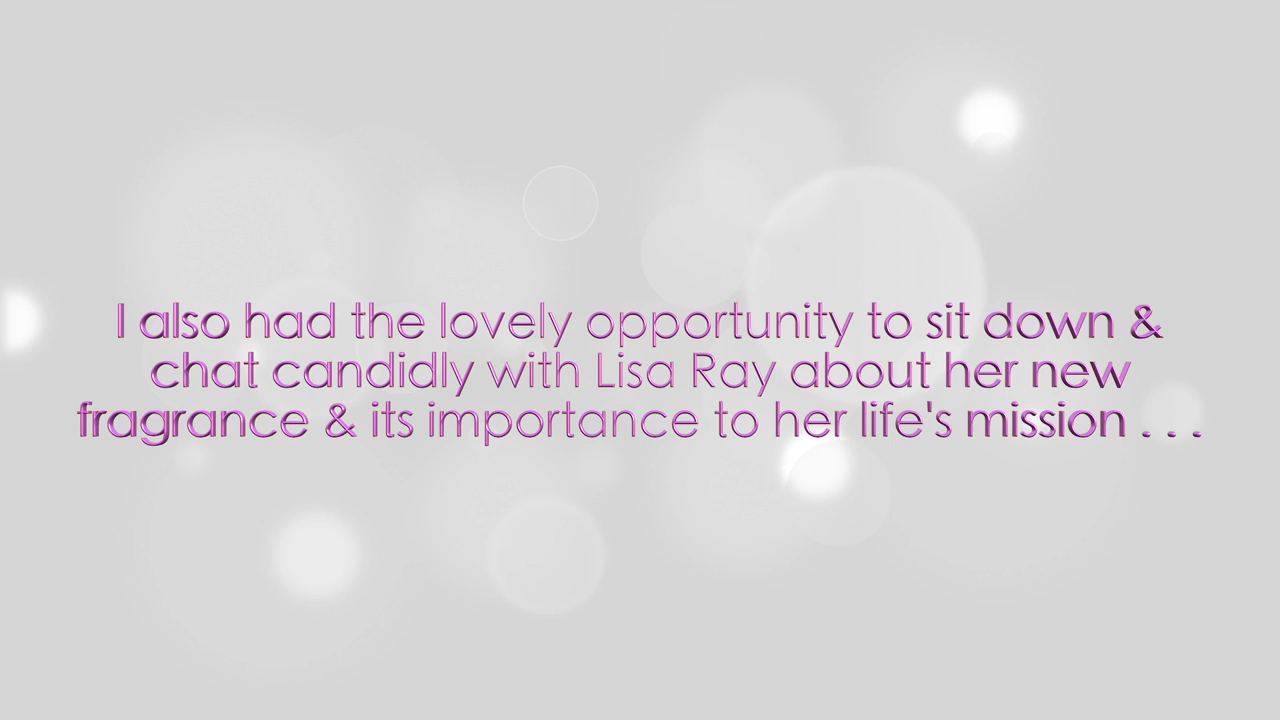 I also had the lovely opportunity to sit down &
chat candidly with Lisa Ray about her new
fragrance & its importance to her life's mission . . .